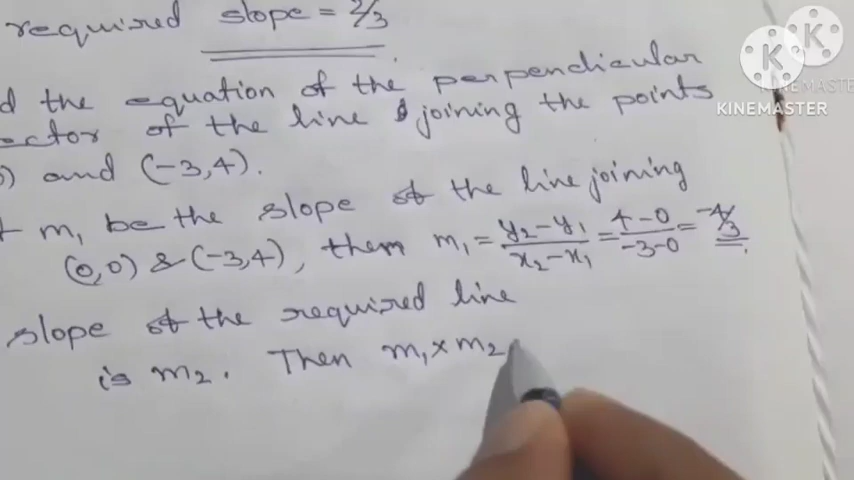 required slope = 2/3
d the equation of the perpendicular
ector of the line joining the points
) and (-3,4).
m₁ be the slope of the line joining
(0,0) & (-3,4), then m₁ = y₂-y₁/x₂-x₁ = 4-0/-3-0 = -4/3
slope of the required line
is m₂. Then m₁×m₂
KINEMASTER
KINEMASTER